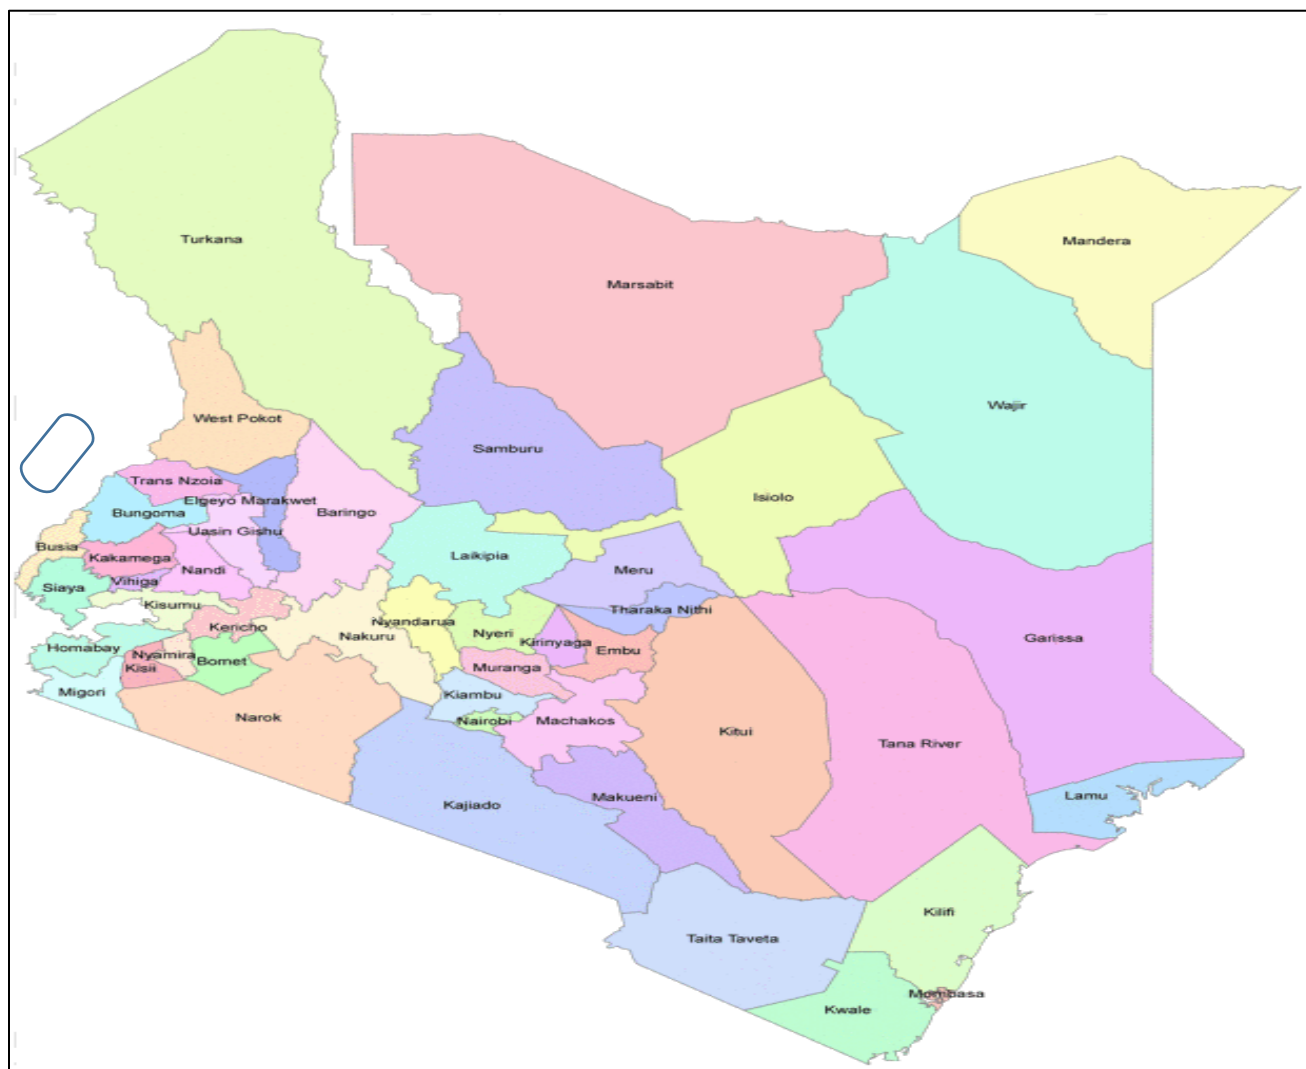 Turkana
Mandera
Marsabit
Wajir
West Pokot
Samburu
Trans Nzoia
Elgeyo Marakwet
Isiolo
Bungoma
Baringo
Uasin Gishu
Busia
Kakamega
Laikipia
Nandi
Meru
Vihiga
Siaya
Kisumu
Tharaka Nithi
Kericho
Nyandarua
Nyeri
Nakuru
Garissa
Kirinyaga
Homabay
Embu
Nyamira
Bomet
Kisii
Muranga
Migori
Kiambu
Narok
Nairobi
Machakos
Kitui
Tana River
Makueni
Lamu
Kajiado
Kilifi
Taita Taveta
Mombasa
Kwale